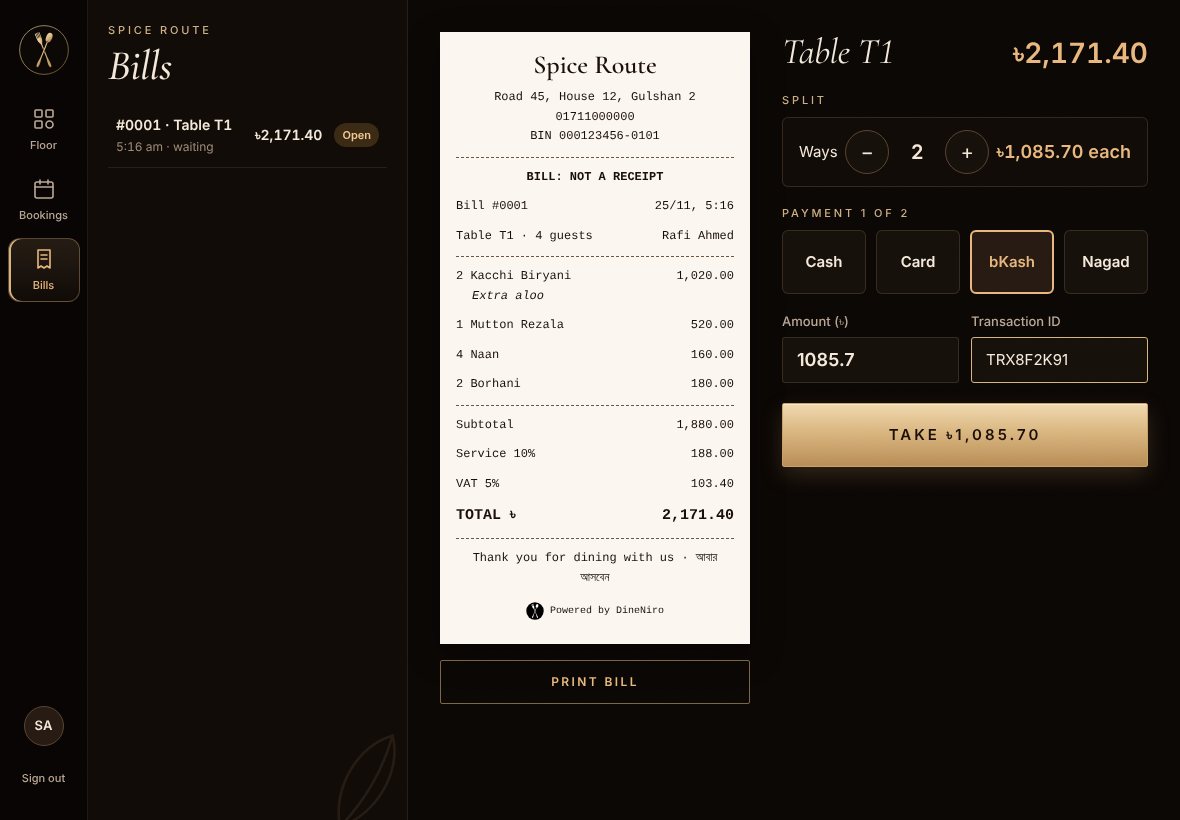 SPICE ROUTE
Bills
#0001 · Table T1
৳2,171.40
Open
5:16 am · waiting
Floor
Bookings
Bills
SA
Sign out
Spice Route
Road 45, House 12, Gulshan 2
01711000000
BIN 000123456-0101
BILL: NOT A RECEIPT
Bill #0001 25/11, 5:16
Table T1 · 4 guests Rafi Ahmed
2 Kacchi Biryani 1,020.00
Extra aloo
1 Mutton Rezala 520.00
4 Naan 160.00
2 Borhani 180.00
Subtotal 1,880.00
Service 10% 188.00
VAT 5% 103.40
TOTAL ৳ 2,171.40
Thank you for dining with us · আবার
আসবেন
Powered by DineNiro
PRINT BILL
Table T1 ৳2,171.40
SPLIT
Ways − 2 + ৳1,085.70 each
PAYMENT 1 OF 2
Cash Card bKash Nagad
Amount (৳) Transaction ID
1085.7 TRX8F2K91
TAKE ৳1,085.70